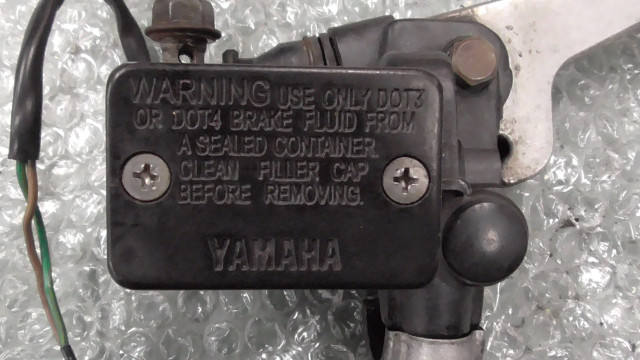 WARNING USE ONLY DOT3
OR DOT4 BRAKE FLUID FROM
A SEALED CONTAINER.
CLEAN FILLER CAP
BEFORE REMOVING.
YAMAHA